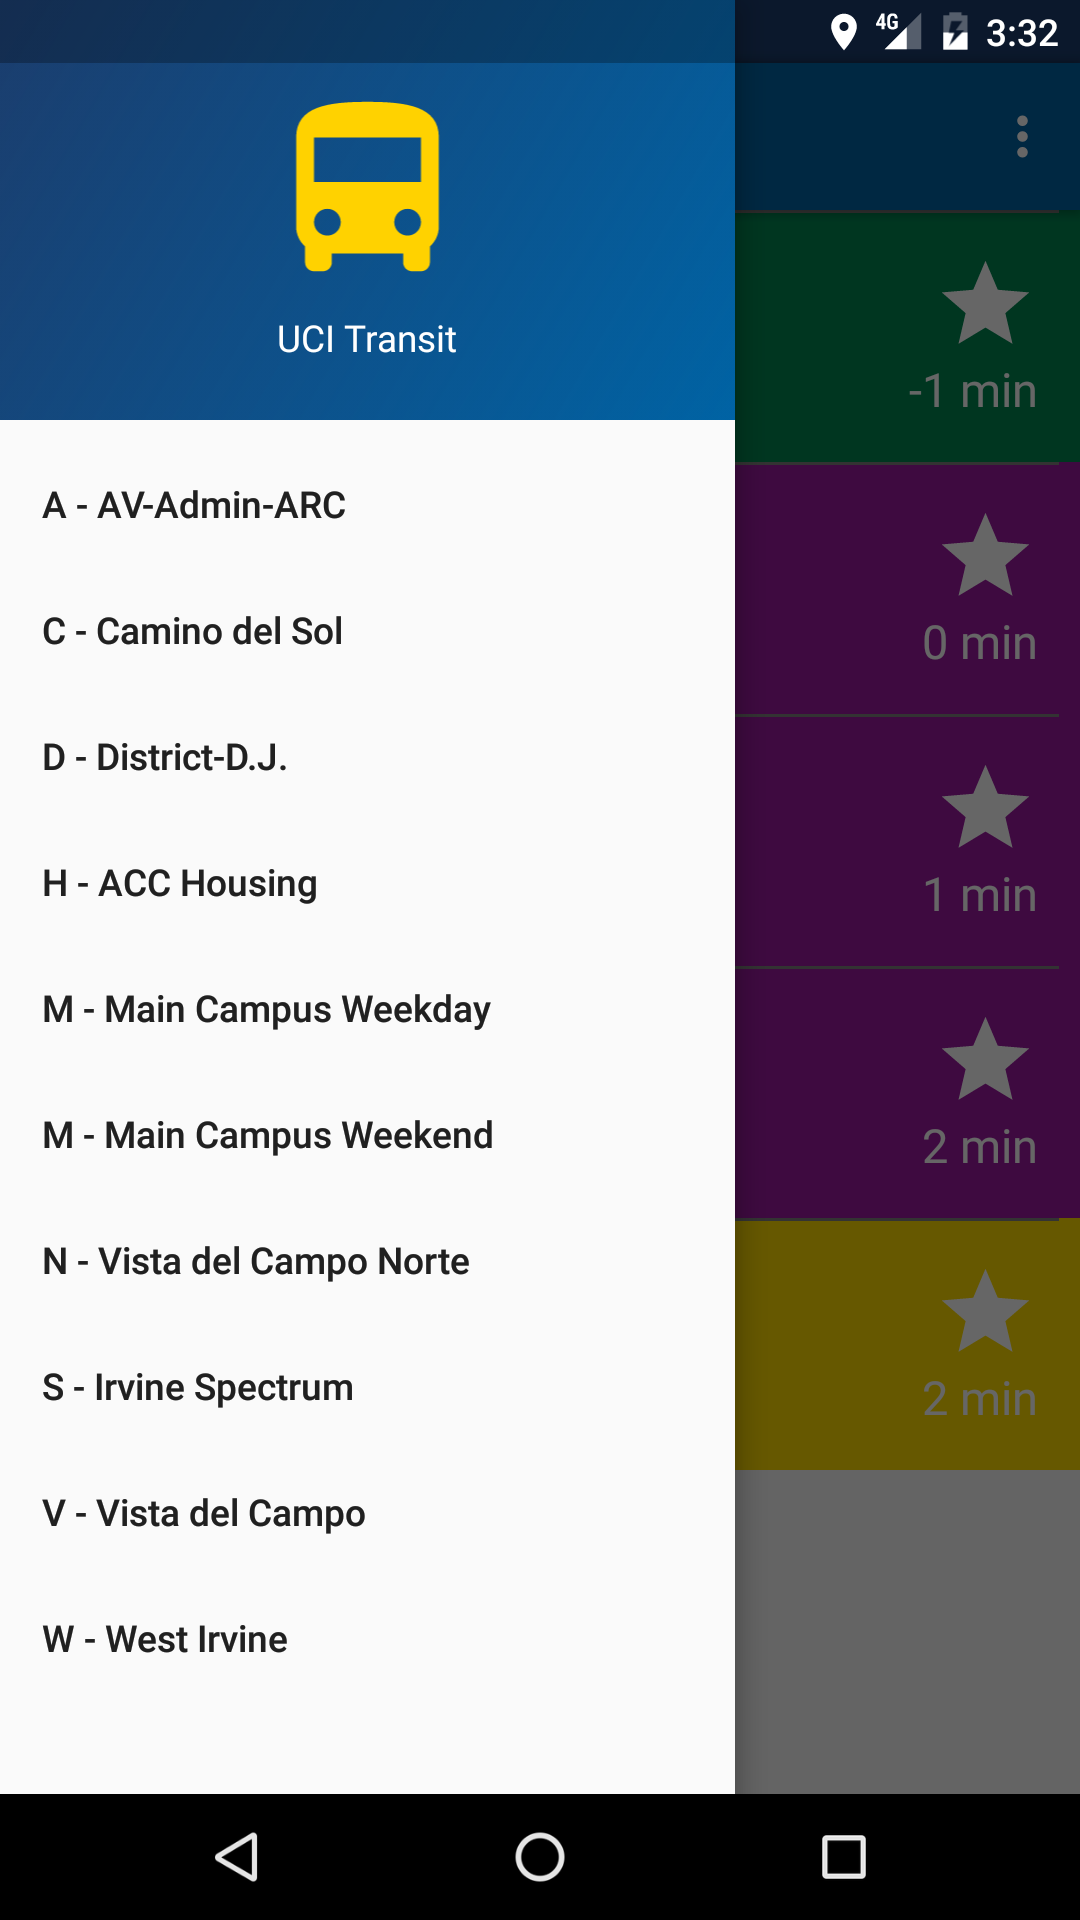 4G 3:32
UCI Transit
A - AV-Admin-ARC
C - Camino del Sol
D - District-D.J.
H - ACC Housing
M - Main Campus Weekday
M - Main Campus Weekend
N - Vista del Campo Norte
S - Irvine Spectrum
V - Vista del Campo
W - West Irvine
-1 min
0 min
1 min
2 min
2 min